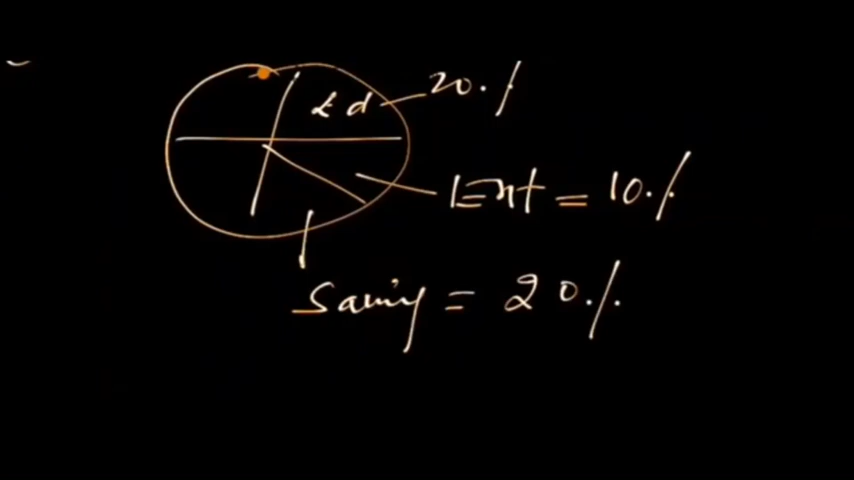 Ed 20%
Ent = 10%
Saving = 20%